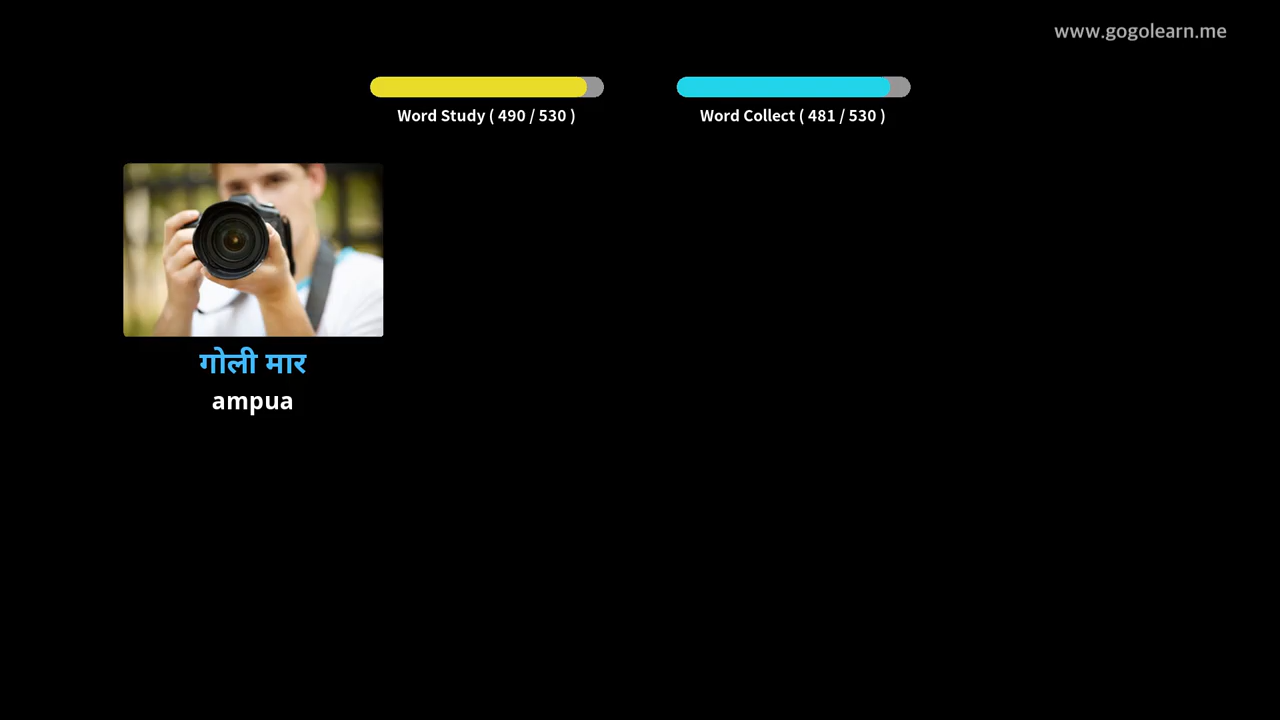 www.gogolearn.me
Word Study ( 490 / 530 )
Word Collect ( 481 / 530 )
गोली मार
ampua